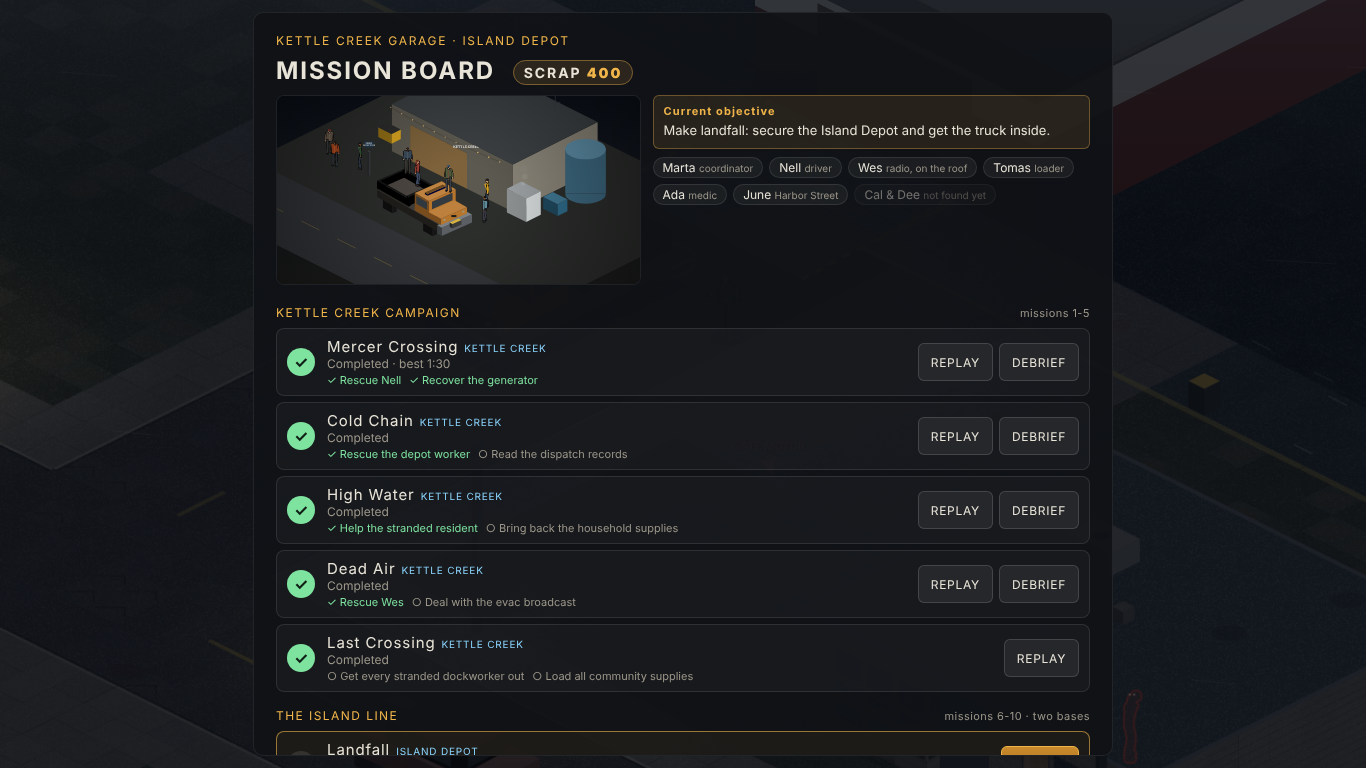 KETTLE CREEK GARAGE · ISLAND DEPOT
MISSION BOARD SCRAP 400
Current objective
Make landfall: secure the Island Depot and get the truck inside.
Marta coordinator Nell driver Wes radio, on the roof Tomas loader
Ada medic June Harbor Street Cal & Dee not found yet
KETTLE CREEK CAMPAIGN missions 1-5
Mercer Crossing KETTLE CREEK
Completed · best 1:30
✓ Rescue Nell ✓ Recover the generator
REPLAY DEBRIEF
Cold Chain KETTLE CREEK
Completed
✓ Rescue the depot worker ○ Read the dispatch records
REPLAY DEBRIEF
High Water KETTLE CREEK
Completed
✓ Help the stranded resident ○ Bring back the household supplies
REPLAY DEBRIEF
Dead Air KETTLE CREEK
Completed
✓ Rescue Wes ○ Deal with the evac broadcast
REPLAY DEBRIEF
Last Crossing KETTLE CREEK
Completed
○ Get every stranded dockworker out ○ Load all community supplies
REPLAY
THE ISLAND LINE missions 6-10 · two bases
Landfall ISLAND DEPOT